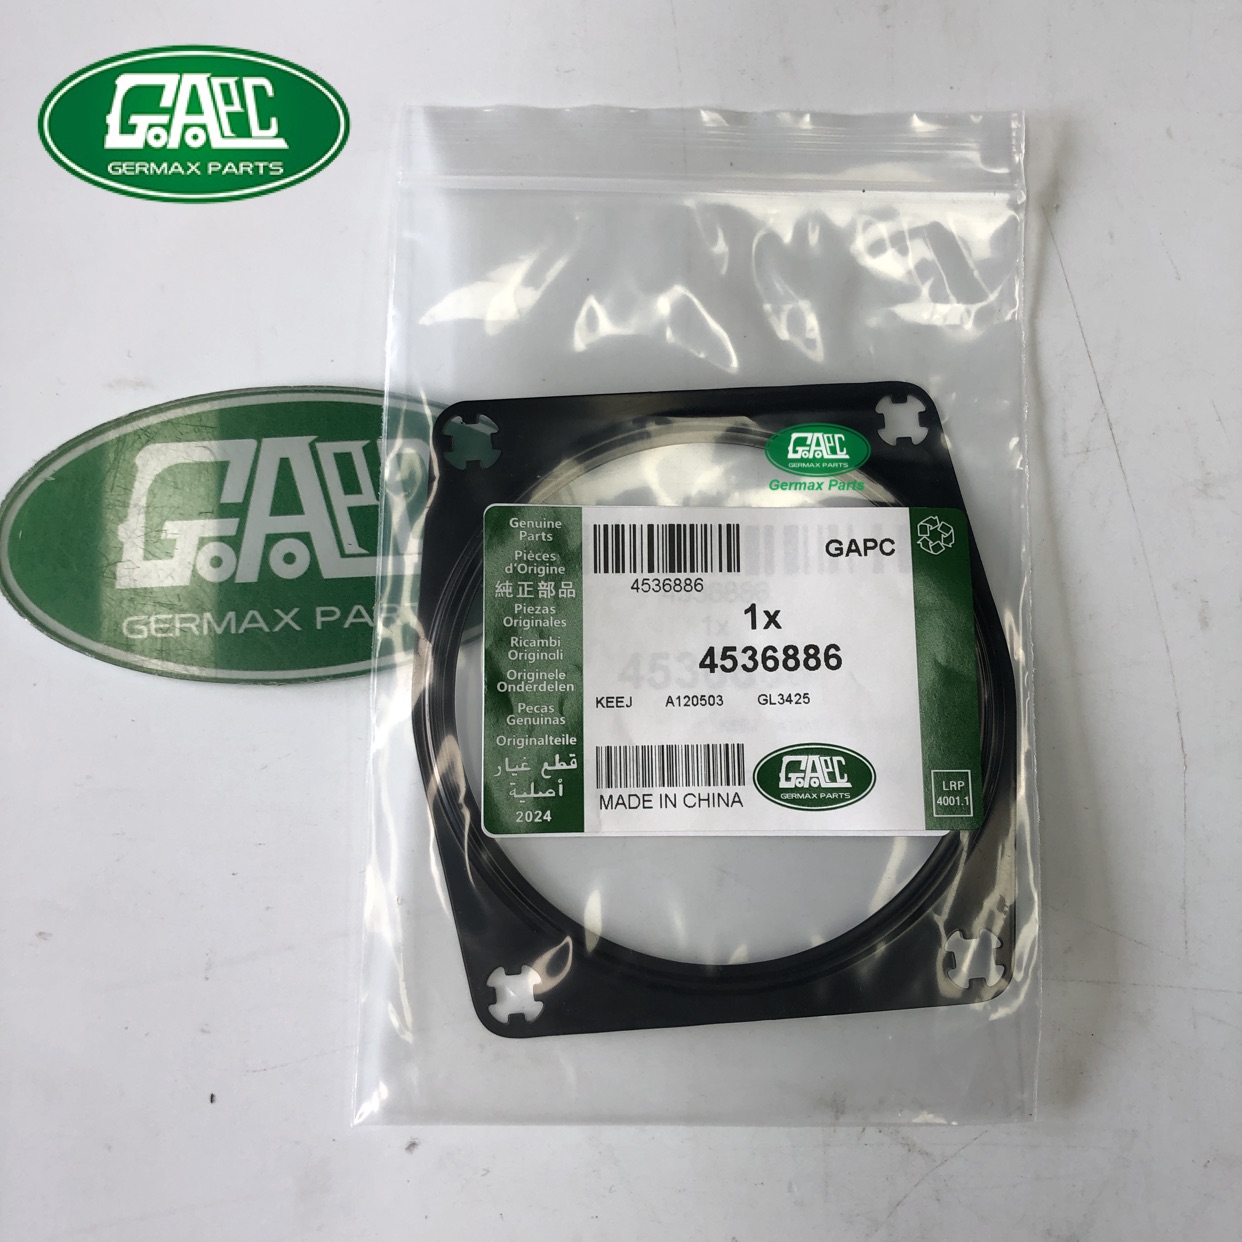 GAPC
GERMAX PARTS
GAPC
GERMAX PARTS
GAPC
GERMAX PARTS
Germax Parts
Genuine
Parts
Pièces
d'Origine
純正部品
Piezas
Originales
Ricambi
Originali
Originele
Onderdelen
Pecas
Genuinas
Originalteile
قطع غيار
أصلية
2024
4536886
GAPC
1x
4536886
KEEJ A120503 GL3425
MADE IN CHINA
GAPC
GERMAX PARTS
LRP
4001.1